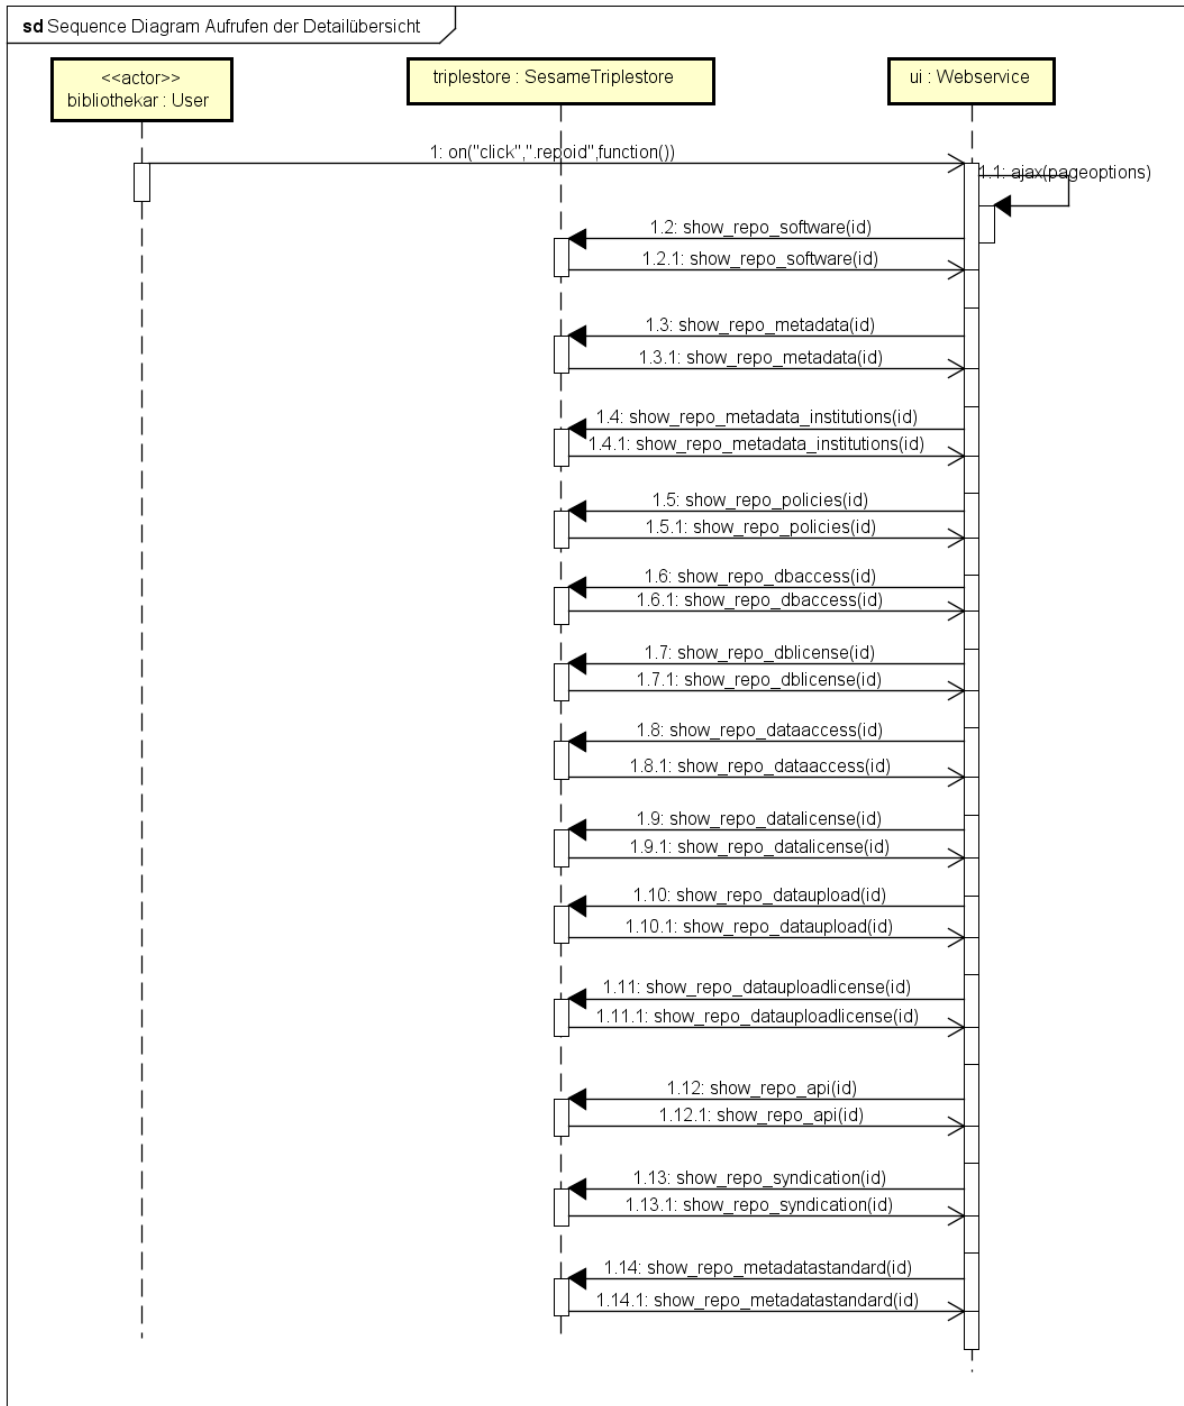 sd Sequence Diagram Aufrufen der Detailübersicht
<<actor>>
bibliothekar : User
triplestore : SesameTriplestore
ui : Webservice
1: on("click",".repoid",function())
1.1: ajax(pageoptions)
1.2: show_repo_software(id)
1.2.1: show_repo_software(id)
1.3: show_repo_metadata(id)
1.3.1: show_repo_metadata(id)
1.4: show_repo_metadata_institutions(id)
1.4.1: show_repo_metadata_institutions(id)
1.5: show_repo_policies(id)
1.5.1: show_repo_policies(id)
1.6: show_repo_dbaccess(id)
1.6.1: show_repo_dbaccess(id)
1.7: show_repo_dblicense(id)
1.7.1: show_repo_dblicense(id)
1.8: show_repo_dataaccess(id)
1.8.1: show_repo_dataaccess(id)
1.9: show_repo_datalicense(id)
1.9.1: show_repo_datalicense(id)
1.10: show_repo_dataupload(id)
1.10.1: show_repo_dataupload(id)
1.11: show_repo_datauploadlicense(id)
1.11.1: show_repo_datauploadlicense(id)
1.12: show_repo_api(id)
1.12.1: show_repo_api(id)
1.13: show_repo_syndication(id)
1.13.1: show_repo_syndication(id)
1.14: show_repo_metadatastandard(id)
1.14.1: show_repo_metadatastandard(id)